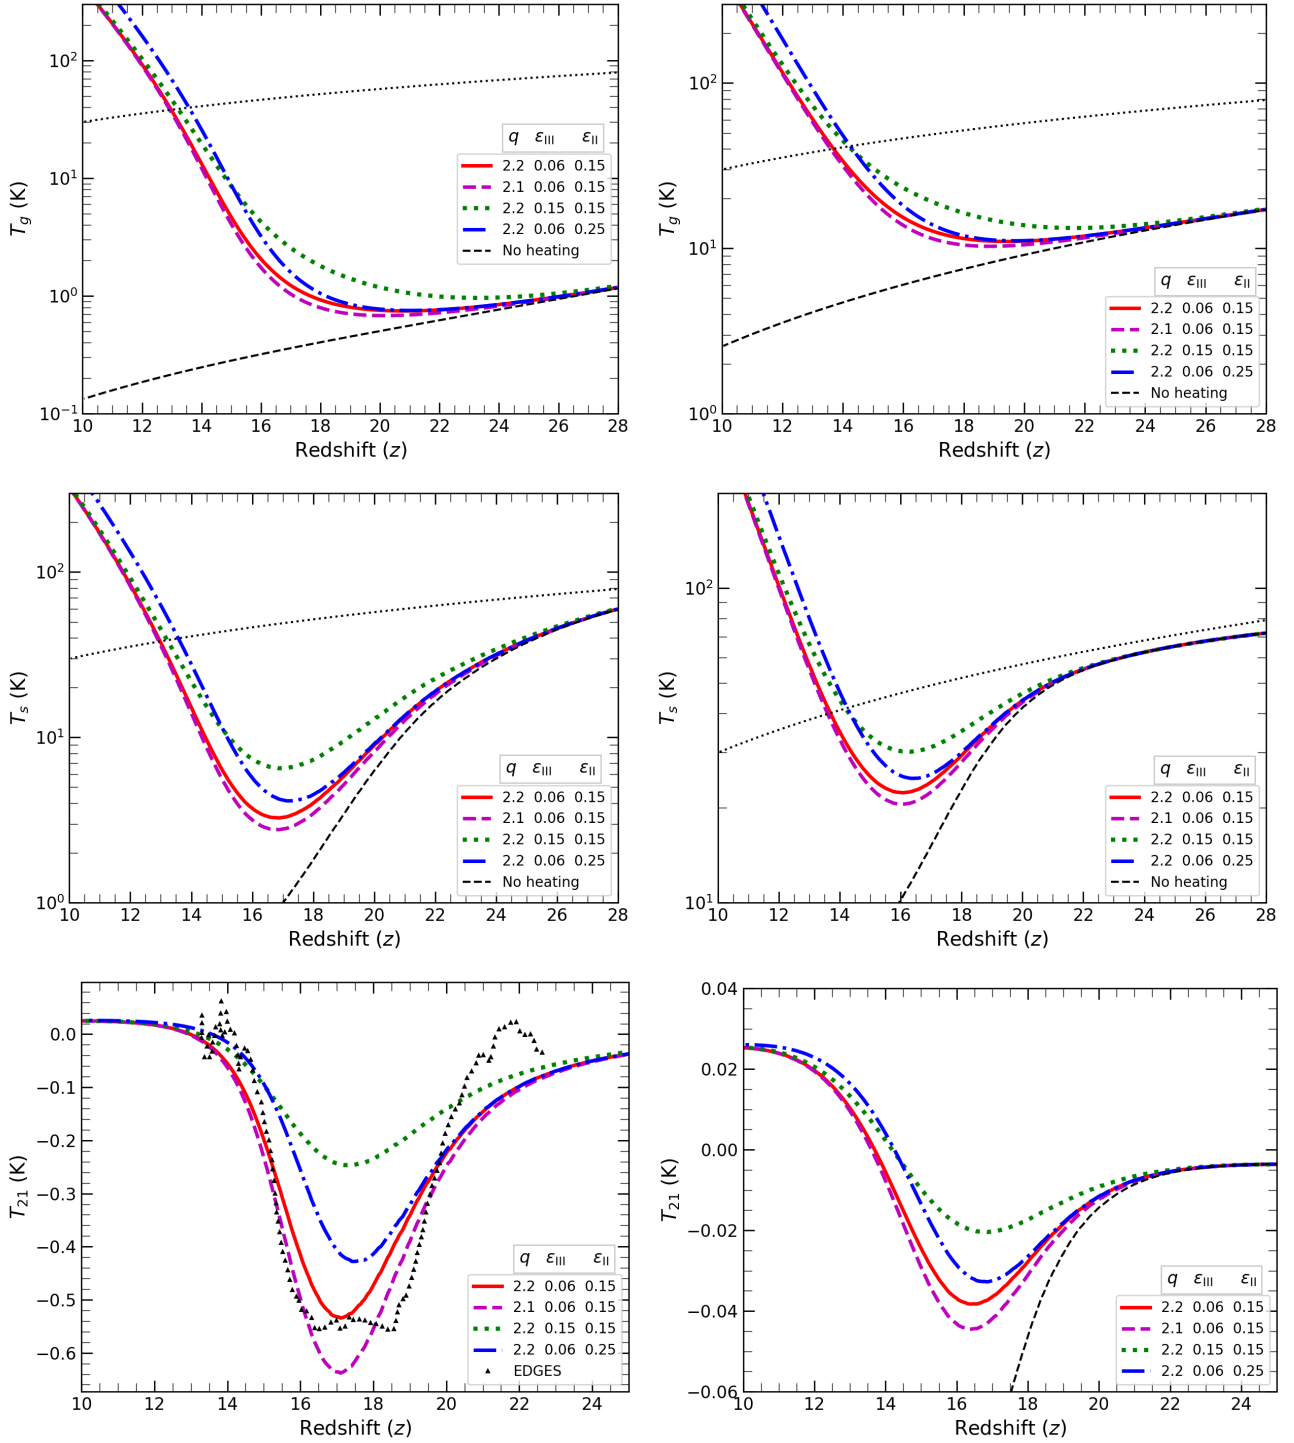 10²
10¹
10⁰
10⁻¹
T_g (K)
q ε_III ε_II
2.2 0.06 0.15
2.1 0.06 0.15
2.2 0.15 0.15
2.2 0.06 0.25
No heating
10 12 14 16 18 20 22 24 26 28
Redshift (z)
10²
10¹
10⁰
T_g (K)
q ε_III ε_II
2.2 0.06 0.15
2.1 0.06 0.15
2.2 0.15 0.15
2.2 0.06 0.25
No heating
10 12 14 16 18 20 22 24 26 28
Redshift (z)
10²
10¹
10⁰
T_s (K)
q ε_III ε_II
2.2 0.06 0.15
2.1 0.06 0.15
2.2 0.15 0.15
2.2 0.06 0.25
No heating
10 12 14 16 18 20 22 24 26 28
Redshift (z)
10²
10¹
T_s (K)
q ε_III ε_II
2.2 0.06 0.15
2.1 0.06 0.15
2.2 0.15 0.15
2.2 0.06 0.25
No heating
10 12 14 16 18 20 22 24 26 28
Redshift (z)
0.0
−0.1
−0.2
−0.3
−0.4
−0.5
−0.6
T_21 (K)
q ε_III ε_II
2.2 0.06 0.15
2.1 0.06 0.15
2.2 0.15 0.15
2.2 0.06 0.25
EDGES
10 12 14 16 18 20 22 24
Redshift (z)
0.04
0.02
0.00
−0.02
−0.04
−0.06
T_21 (K)
q ε_III ε_II
2.2 0.06 0.15
2.1 0.06 0.15
2.2 0.15 0.15
2.2 0.06 0.25
10 12 14 16 18 20 22 24
Redshift (z)